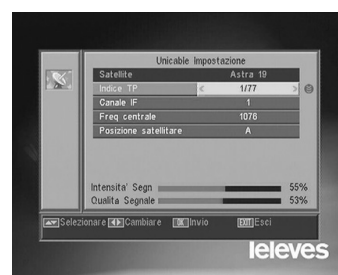 Unicable Impostazione
Satellite Astra 19
Indice TP 1/77
Canale IF 1
Freq centrale 1076
Posizione satellitare A
Intensita' Segn 55%
Qualita Segnale 53%
Selezionare Cambiare OK Invio EXIT Esci
televes